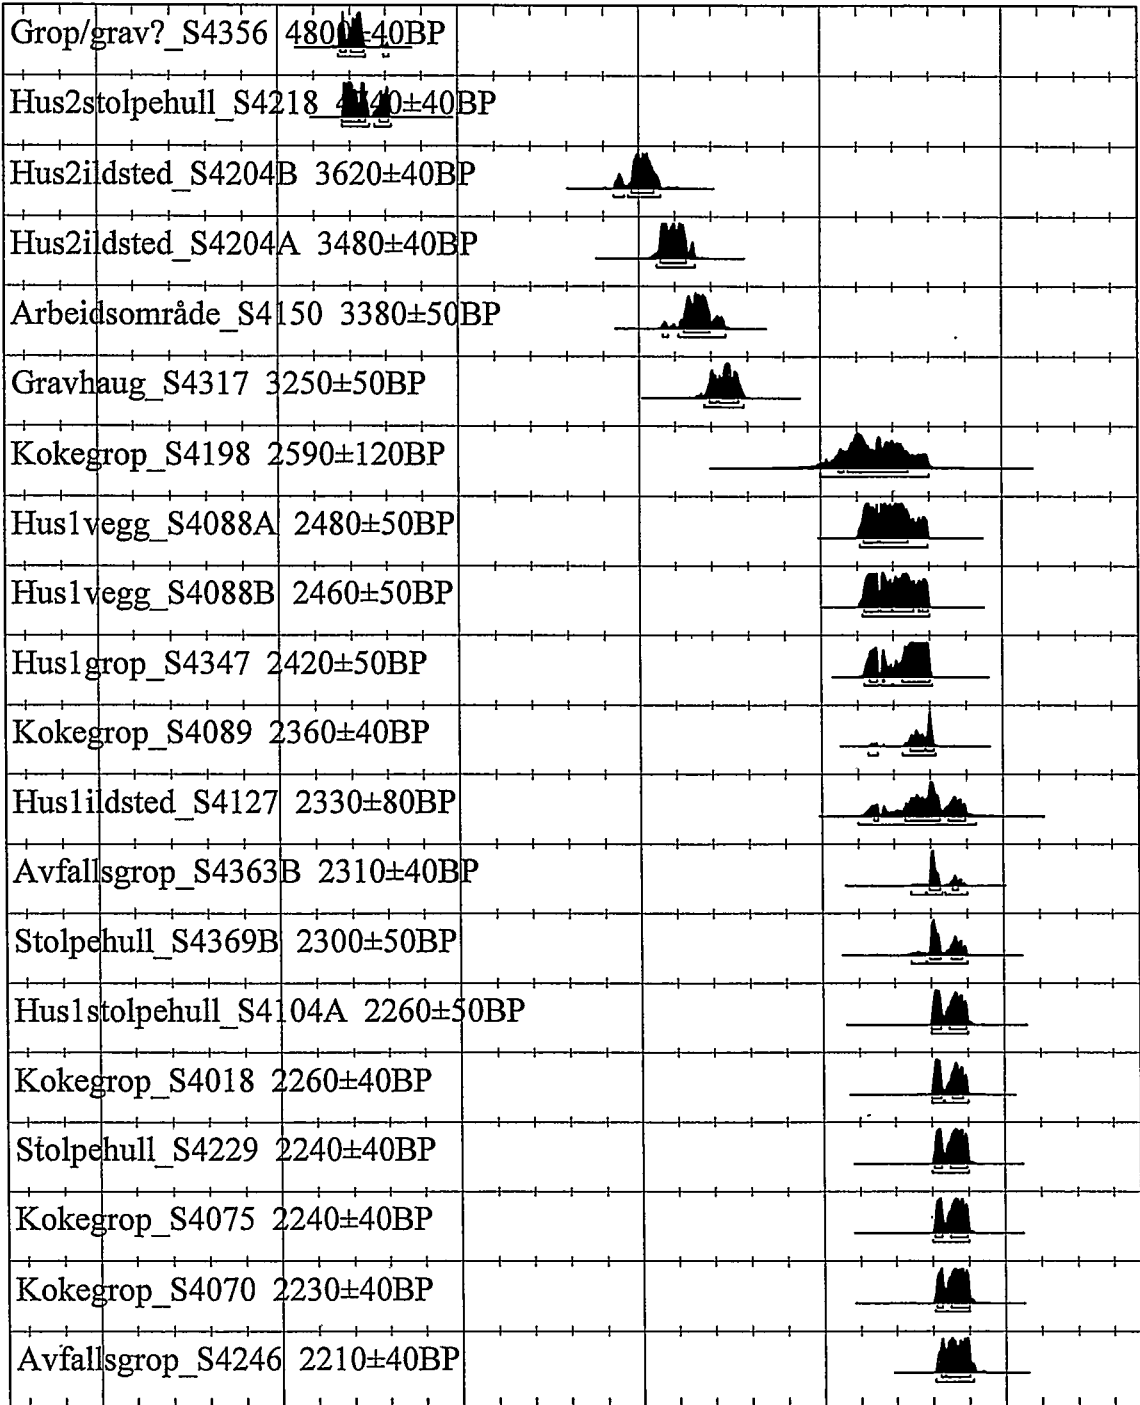 Grop/grav?_S4356 4800±40BP
Hus2stolpehull_S4218 4740±40BP
Hus2ildsted_S4204B 3620±40BP
Hus2ildsted_S4204A 3480±40BP
Arbeidsområde_S4150 3380±50BP
Gravhaug_S4317 3250±50BP
Kokegrop_S4198 2590±120BP
Hus1vegg_S4088A 2480±50BP
Hus1vegg_S4088B 2460±50BP
Hus1grop_S4347 2420±50BP
Kokegrop_S4089 2360±40BP
Hus1ildsted_S4127 2330±80BP
Avfallsgrop_S4363B 2310±40BP
Stolpehull_S4369B 2300±50BP
Hus1stolpehull_S4104A 2260±50BP
Kokegrop_S4018 2260±40BP
Stolpehull_S4229 2240±40BP
Kokegrop_S4075 2240±40BP
Kokegrop_S4070 2230±40BP
Avfallsgrop_S4246 2210±40BP